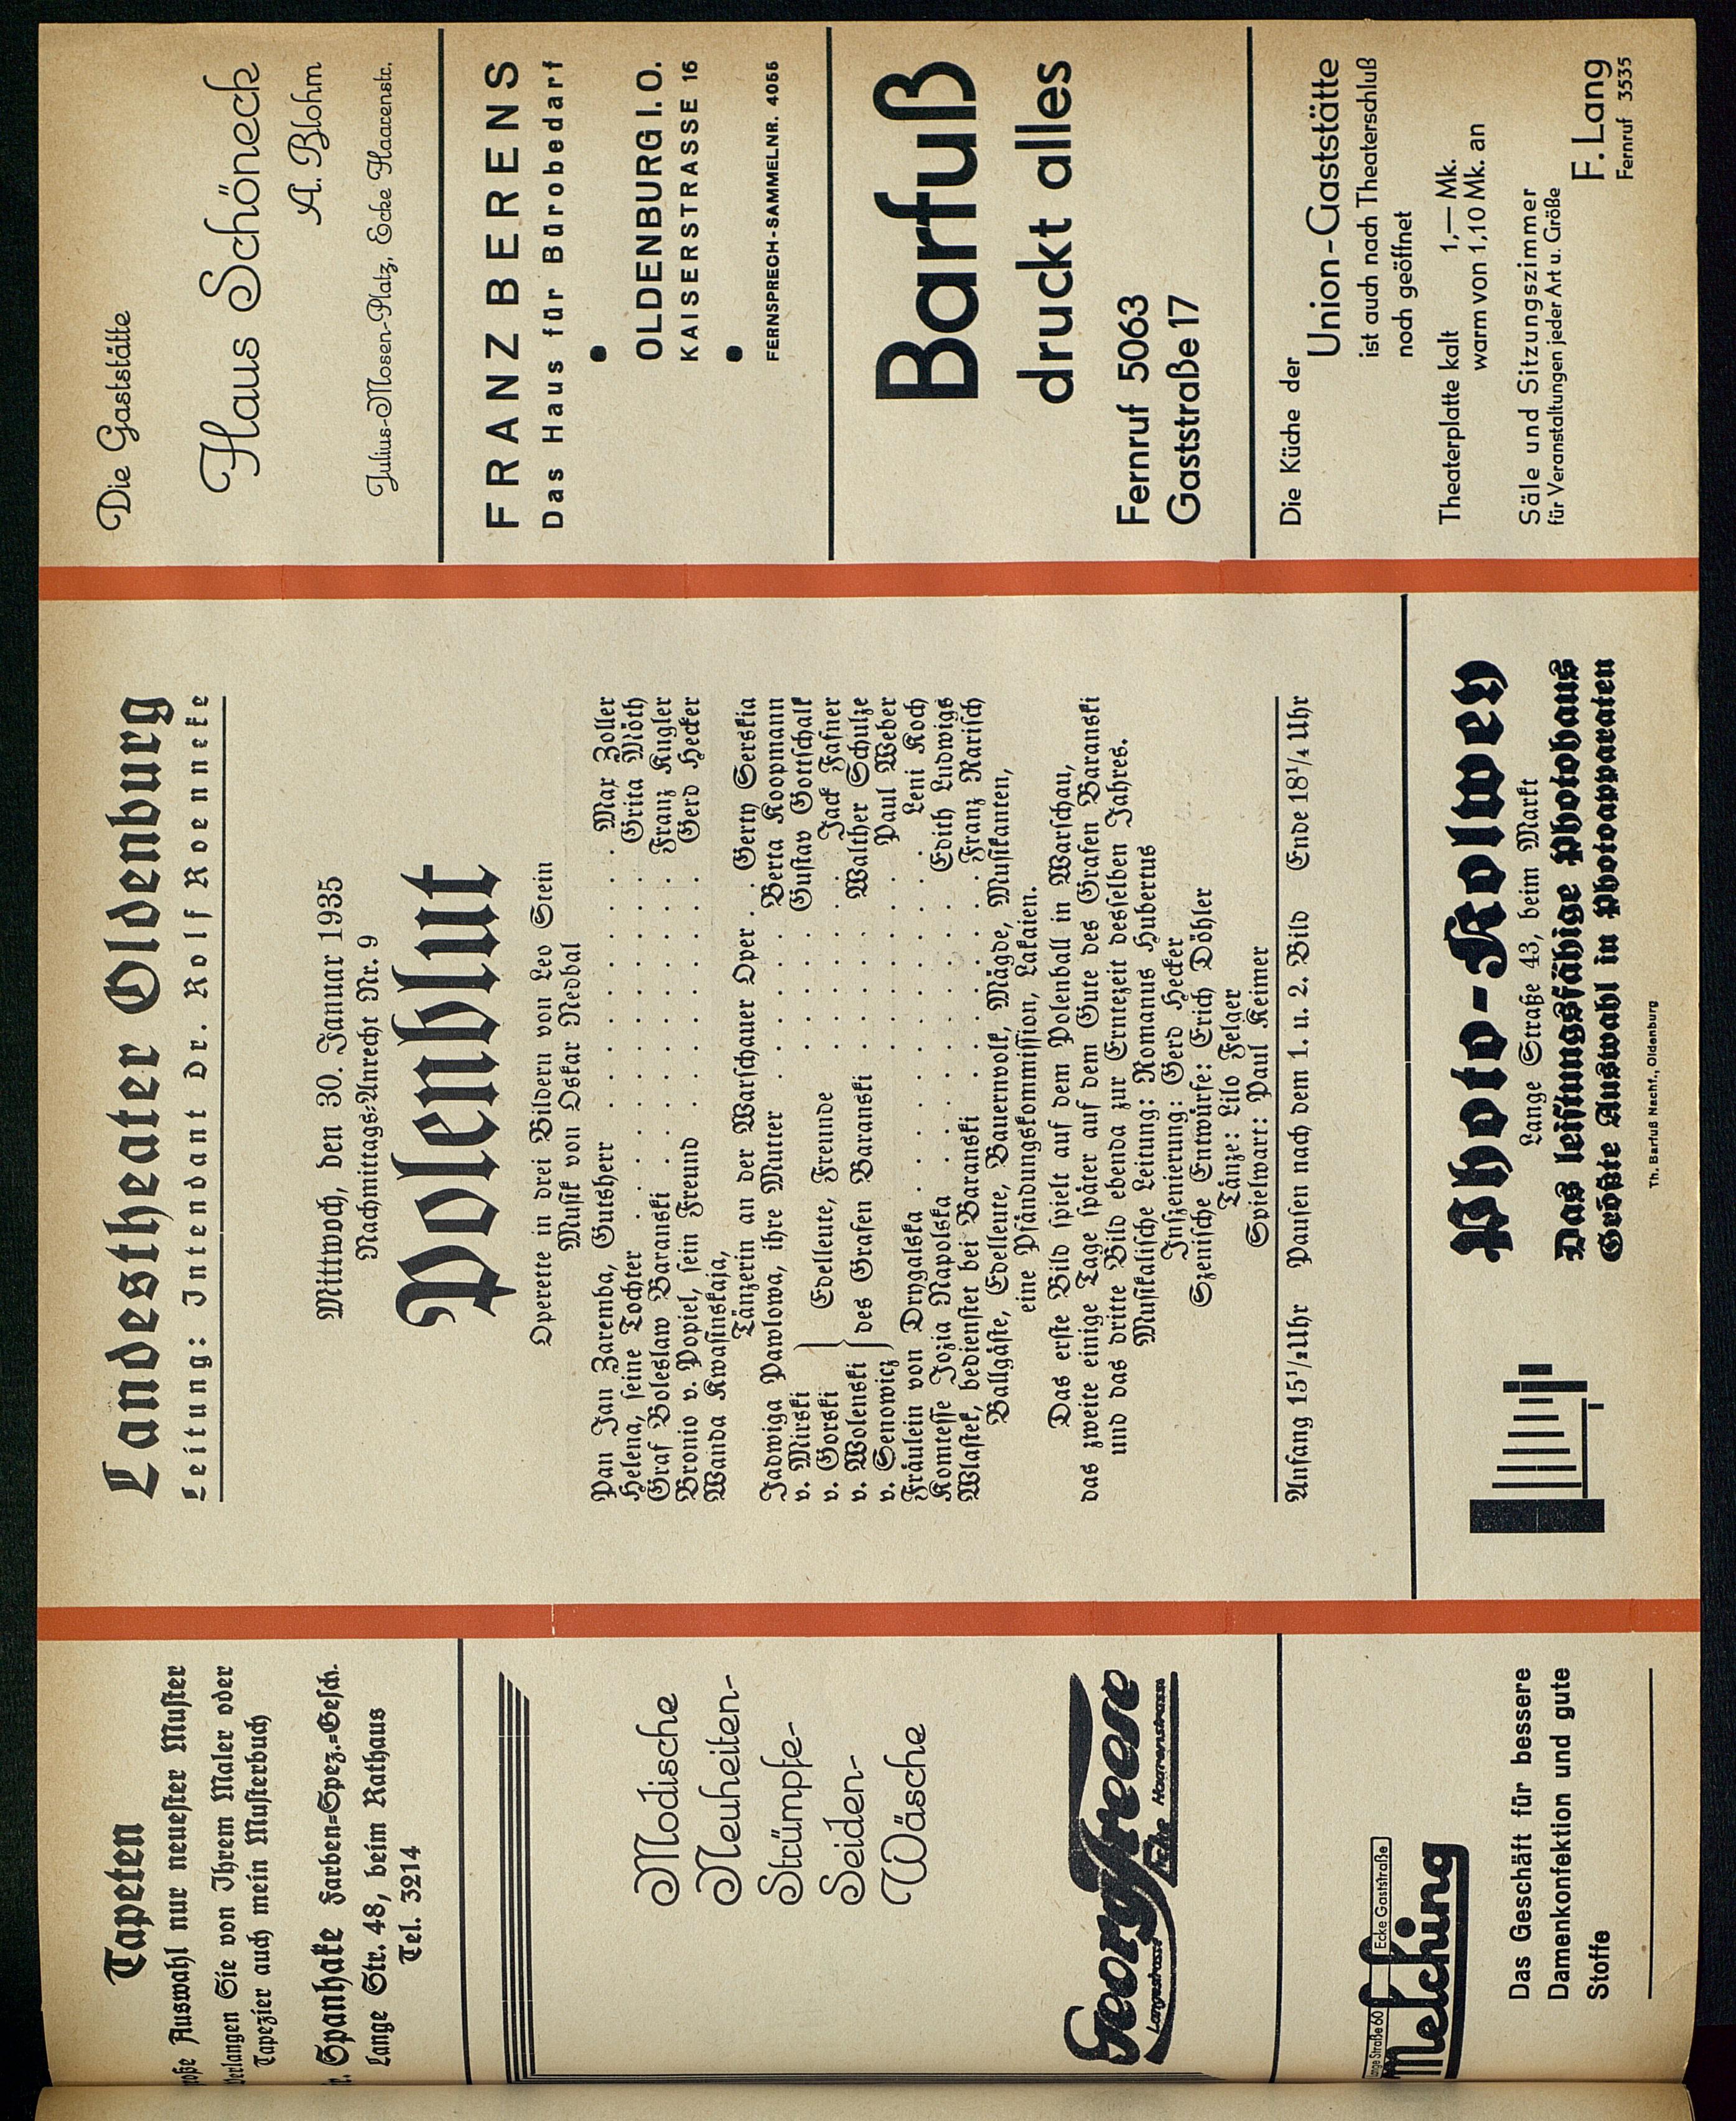 Tapeten
Große Auswahl nur neuester Muster
Verlangen Sie von Ihrem Maler oder
Tapezier auch mein Musterbuch
Spanhake Farben-Spez.-Gesch.
Lange Str. 48, beim Rathaus
Tel. 3214
Modische
Neuheiten-
Strümpfe-
Seiden-
Wäsche
Georg Freese
Langestrasse Ecke Haarenstrasse
Lange Straße 60 Ecke Gaststraße
Melching
Das Geschäft für bessere
Damenkonfektion und gute
Stoffe
Landestheater Oldenburg
Leitung: Intendant Dr. Rolf Roennecke
Mittwoch, den 30. Januar 1935
Nachmittags-Anrecht Nr. 9
Polenblut
Operette in drei Bildern von Leo Stein
Musik von Oskar Nedbal
Pan Jan Zaremba, Gutsherr . . . . . . . . . . Max Zoller
Helena, seine Tochter . . . . . . . . . . Grita Möth
Graf Boleslaw Baranski . . . . . . . . . . Franz Kugler
Bronio v. Popiel, sein Freund . . . . . . . . . Gerd Hecker
Wanda Kwasinskaja,
Tänzerin an der Warschauer Oper . . Gerty Serskia
Jadwiga Pawlowa, ihre Mutter . . . . . . . Berta Koopmann
v. Mirski } Edelleute, Freunde . . . . . Gustav Gottschalk
v. Gorski } Edelleute, Freunde . . . . . Jack Fasner
v. Wolenski } des Grafen Baranski . . . . . Walther Schulze
v. Senowicz } des Grafen Baranski . . . . . Paul Weber
Fräulein von Drygalska . . . . . . . . . . Leni Koch
Komtesse Jozia Napolska . . . . . . . . . Edith Ludwigs
Wlastek, bedienstet bei Baranski . . . . . . . Franz Rarisch
Ballgäste, Edelleute, Bauernvolk, Mägde, Musikanten,
eine Pfändungskommission, Lakaien.
Das erste Bild spielt auf dem Polenball in Warschau,
das zweite einige Tage später auf dem Gute des Grafen Baranski
und das dritte Bild ebenda zur Erntezeit desselben Jahres.
Musikalische Leitung: Romanus Hubertus
Inszenierung: Gerd Hecker
Szenische Entwürfe: Erich Döhler
Tänze: Lilo Felger
Spielwart: Paul Keimer
Anfang 15½ Uhr Pausen nach dem 1. u. 2. Bild Ende 18¼ Uhr
Photo-Kolwey
Lange Straße 43, beim Markt
Das leistungsfähige Photohaus
Größte Auswahl in Photoapparaten
Th. Barfuß Nachf., Oldenburg
Die Gaststätte
Haus Schöneck
A. Blohm
Julius-Mosen-Platz, Ecke Haarenstr.
FRANZ BERENS
Das Haus für Bürobedarf
OLDENBURG I. O.
KAISERSTRASSE 16
FERNSPRECH-SAMMELNR. 4055
Barfuß
druckt alles
Fernruf 5063
Gaststraße 17
Die Küche der
Union-Gaststätte
ist auch nach Theaterschluß
noch geöffnet
Theaterplatte kalt 1,— Mk.
warm von 1,10 Mk. an
Säle und Sitzungszimmer
für Veranstaltungen jeder Art u. Größe
F. Lang
Fernruf 3535